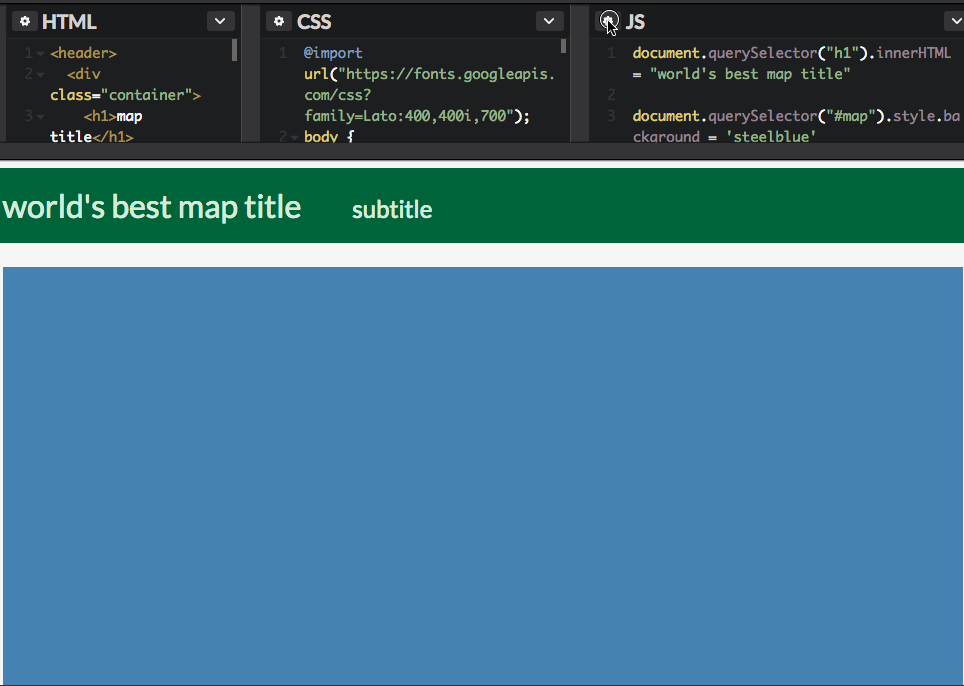 HTML
1 <header>
2 <div
class="container">
3 <h1>map
title</h1>
CSS
1 @import
url("https://fonts.googleapis.
com/css?
family=Lato:400,400i,700");
2 body {
JS
1 document.querySelector("h1").innerHTML
= "world's best map title"
2
3 document.querySelector("#map").style.ba
ckground = 'steelblue'
world's best map title
subtitle